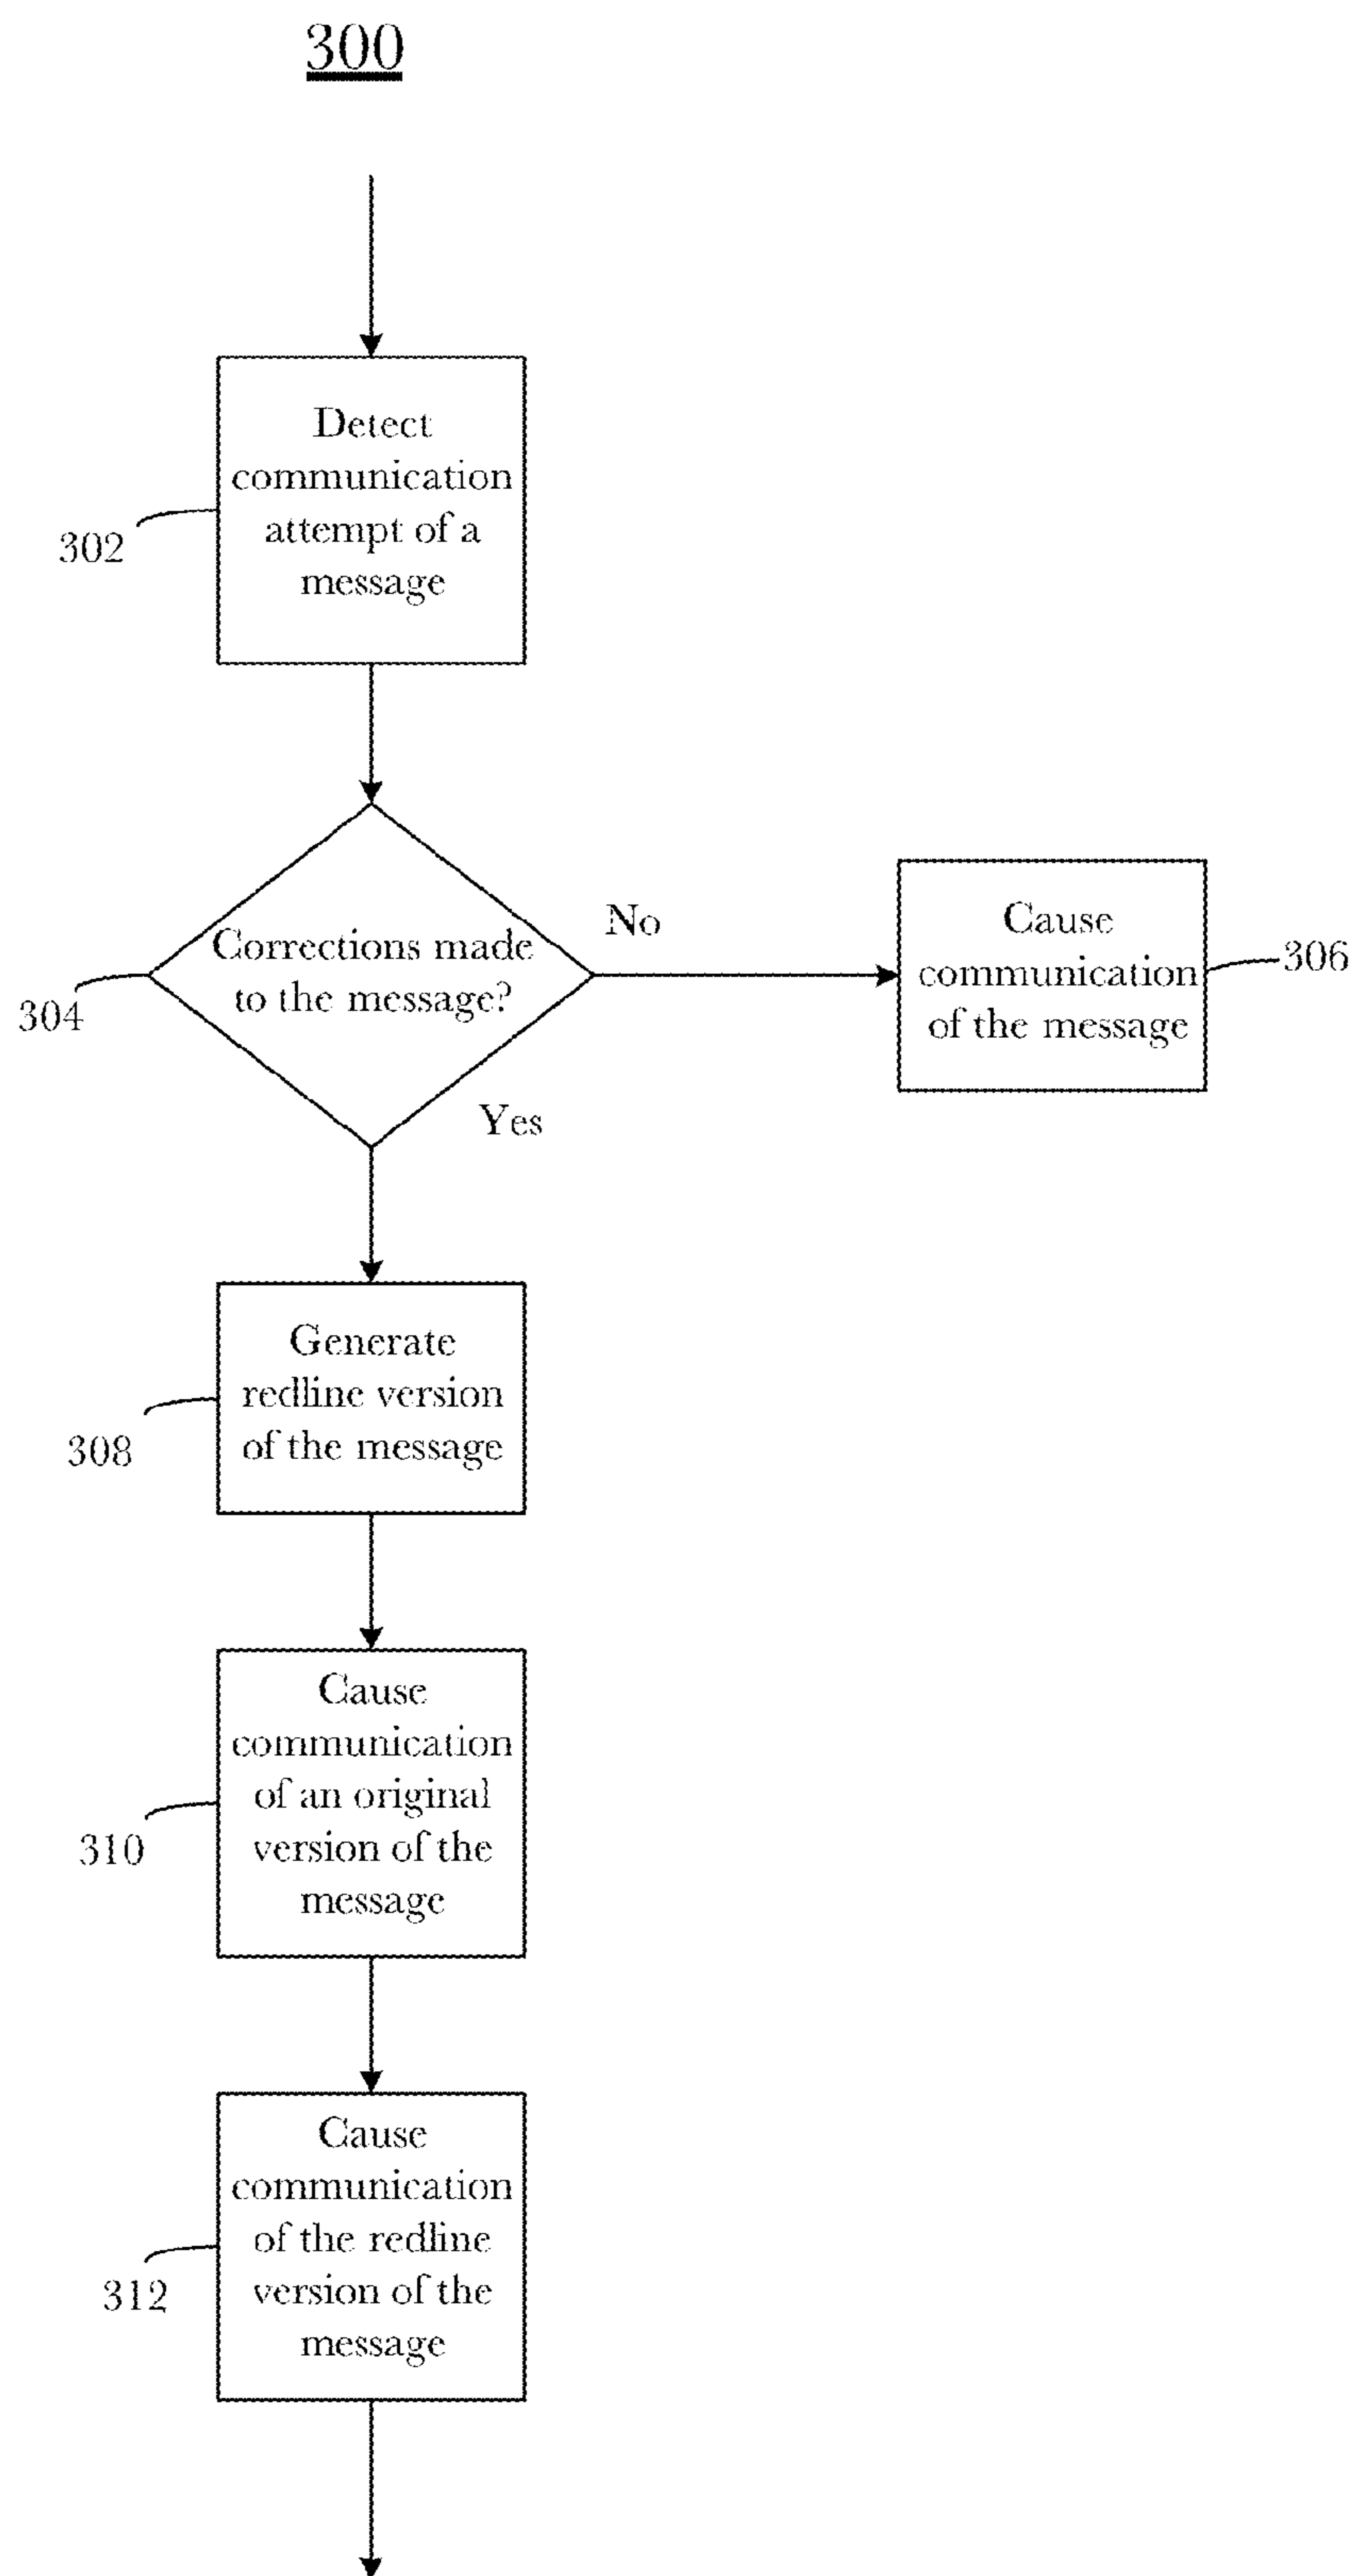 300
Detect
communication
attempt of a
message
302
Corrections made
to the message?
304
No
Cause
communication
of the message
306
Yes
Generate
redline version
of the message
308
Cause
communication
of an original
version of the
message
310
Cause
communication
of the redline
version of the
message
312